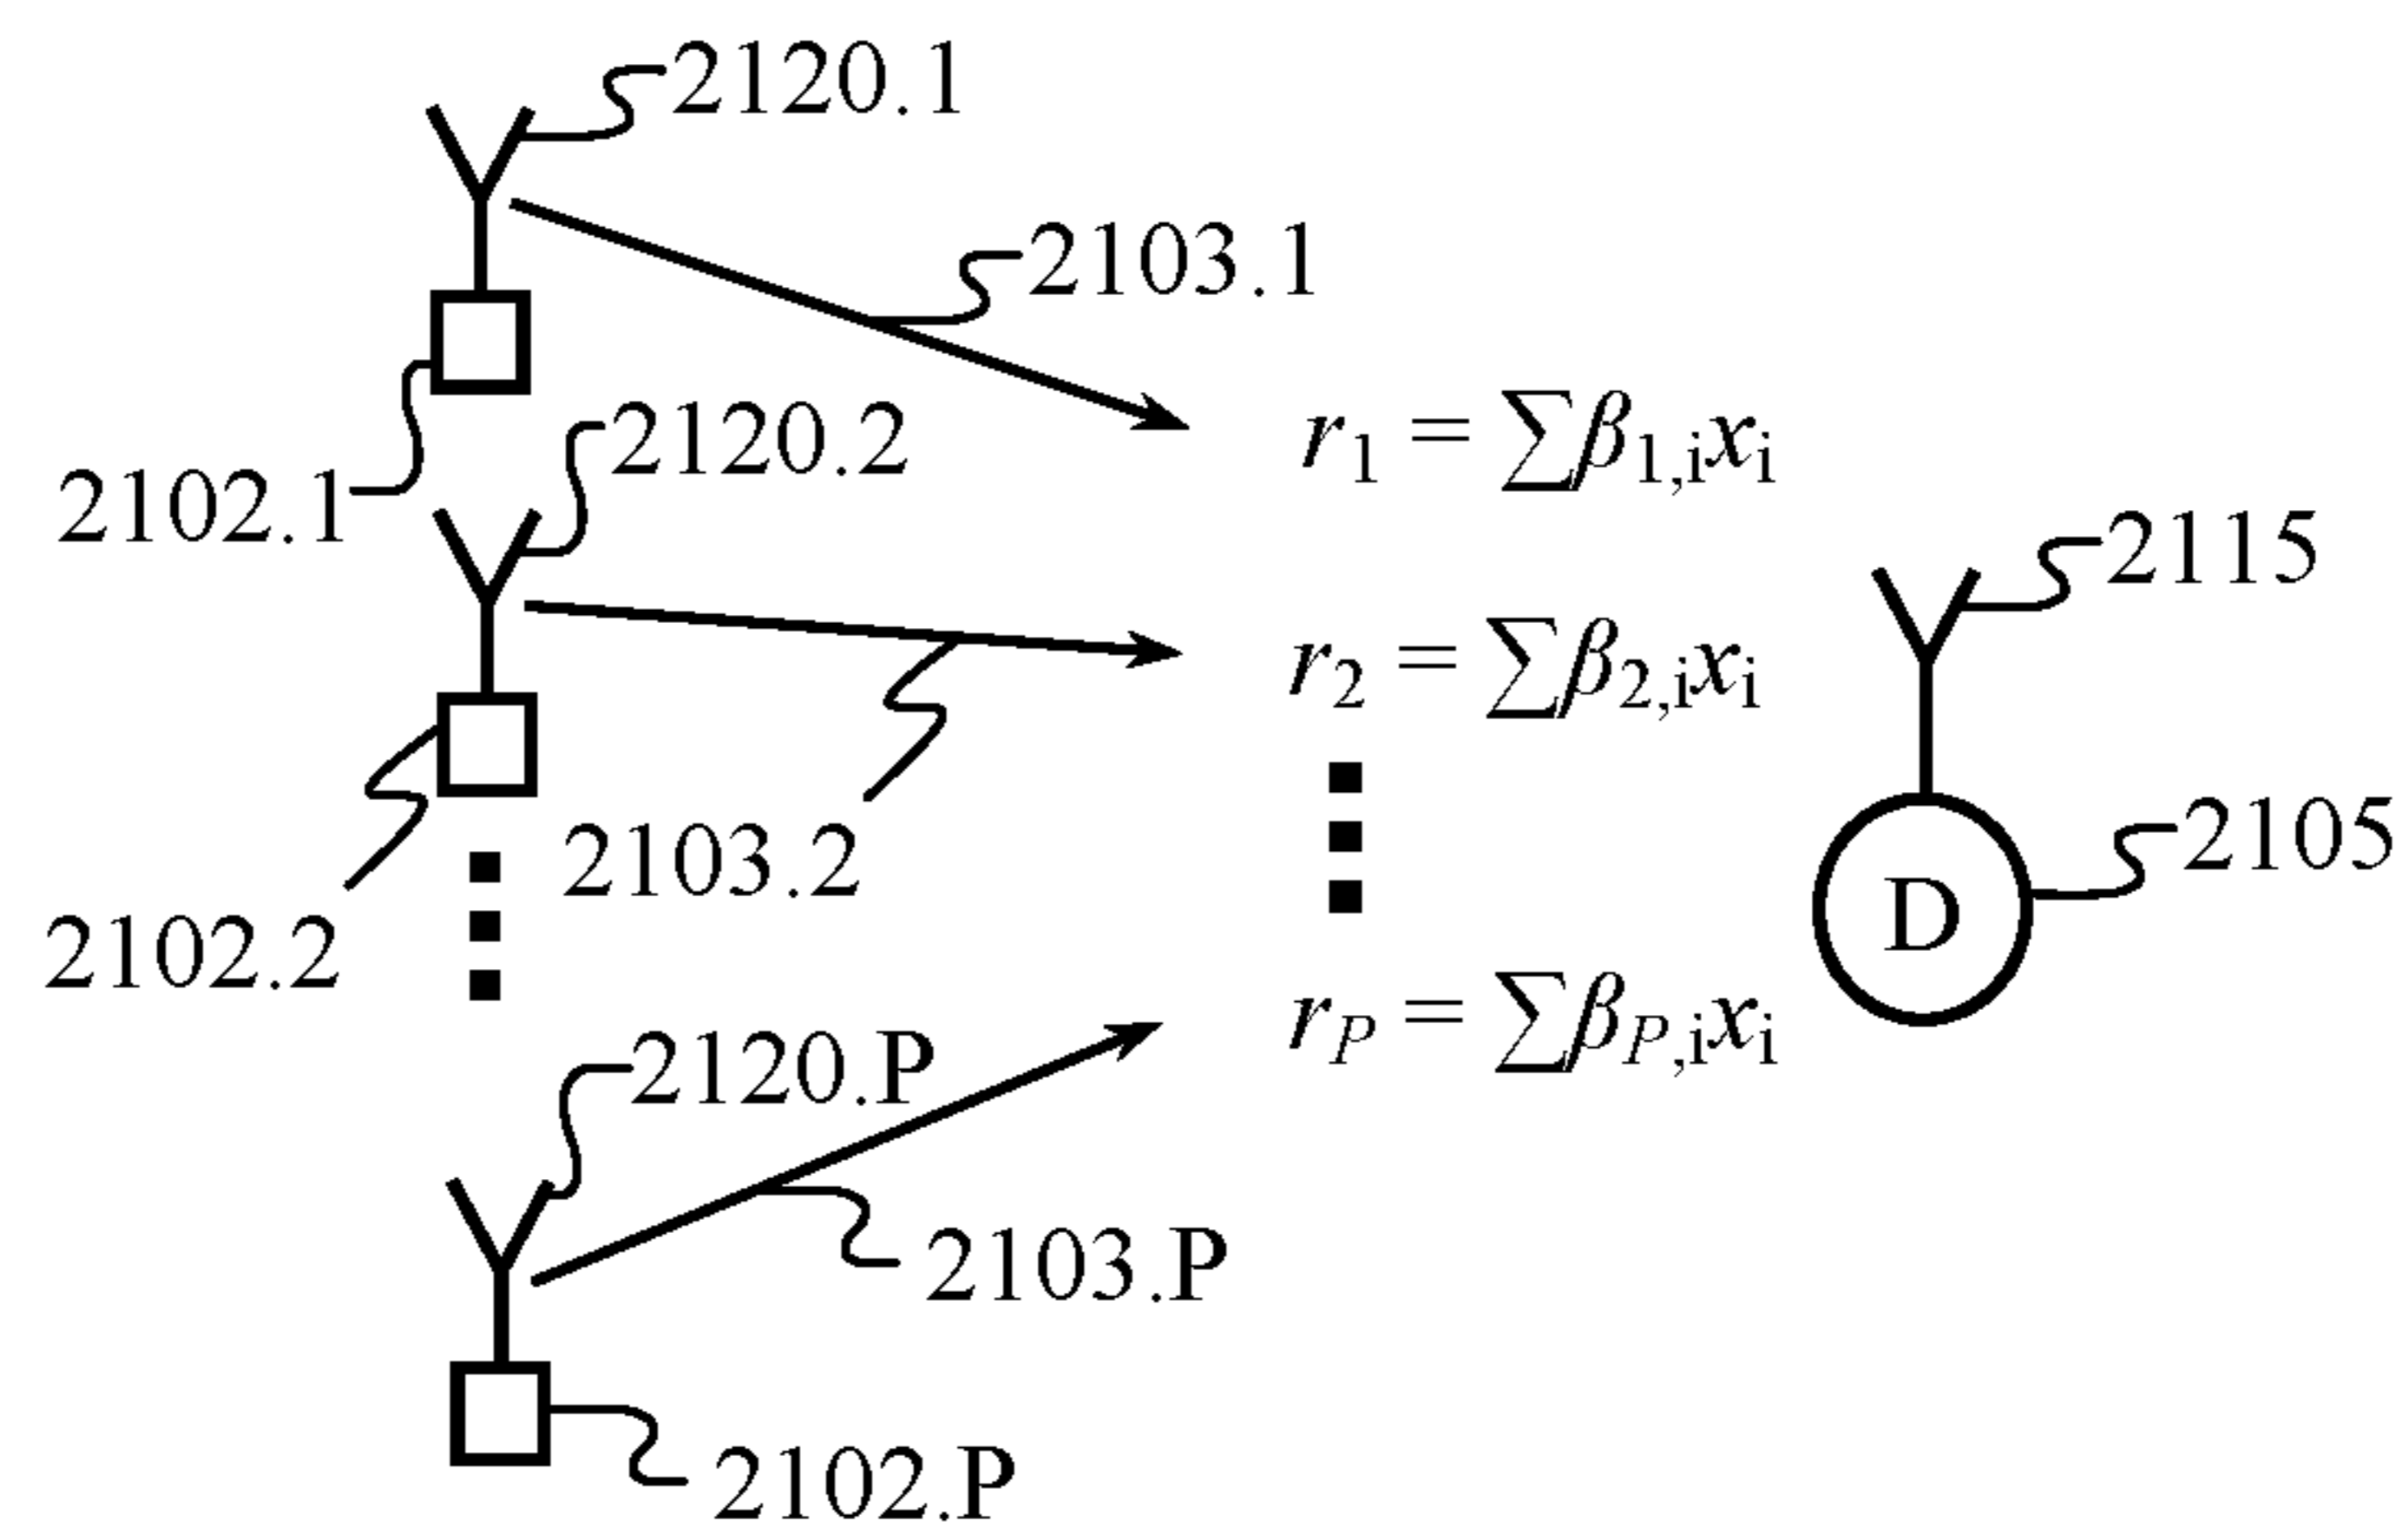 2120.1
2103.1
r₁ = ∑β₁,ᵢxᵢ
2120.2
2102.1
2115
r₂ = ∑β₂,ᵢxᵢ
2103.2
2105
D
2102.2
r_P = ∑β_P,ᵢxᵢ
2120.P
2103.P
2102.P